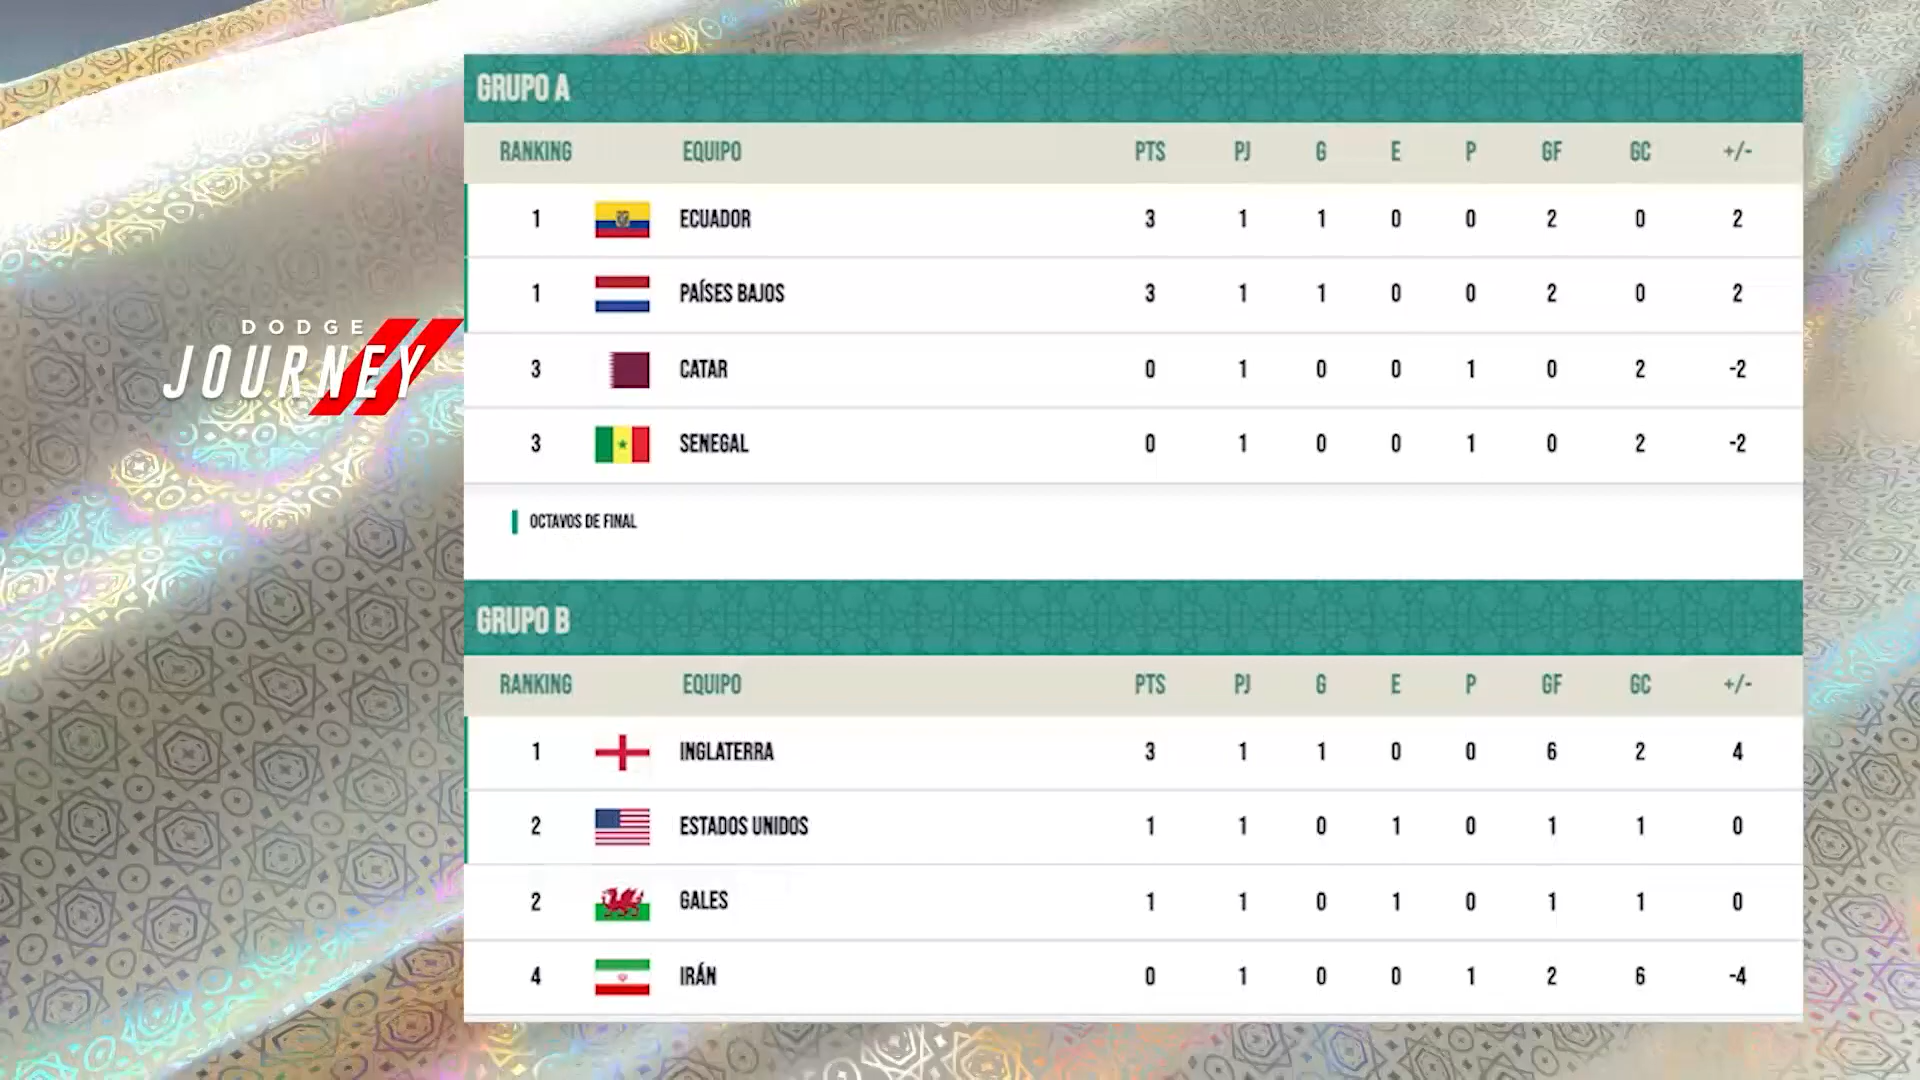 GRUPO A
RANKING EQUIPO PTS PJ G E P GF GC +/-
1 ECUADOR 3 1 1 0 0 2 0 2
1 PAÍSES BAJOS 3 1 1 0 0 2 0 2
3 CATAR 0 1 0 0 1 0 2 -2
3 SENEGAL 0 1 0 0 1 0 2 -2
OCTAVOS DE FINAL
DODGE
JOURNEY
GRUPO B
RANKING EQUIPO PTS PJ G E P GF GC +/-
1 INGLATERRA 3 1 1 0 0 6 2 4
2 ESTADOS UNIDOS 1 1 0 1 0 1 1 0
2 GALES 1 1 0 1 0 1 1 0
4 IRÁN 0 1 0 0 1 2 6 -4